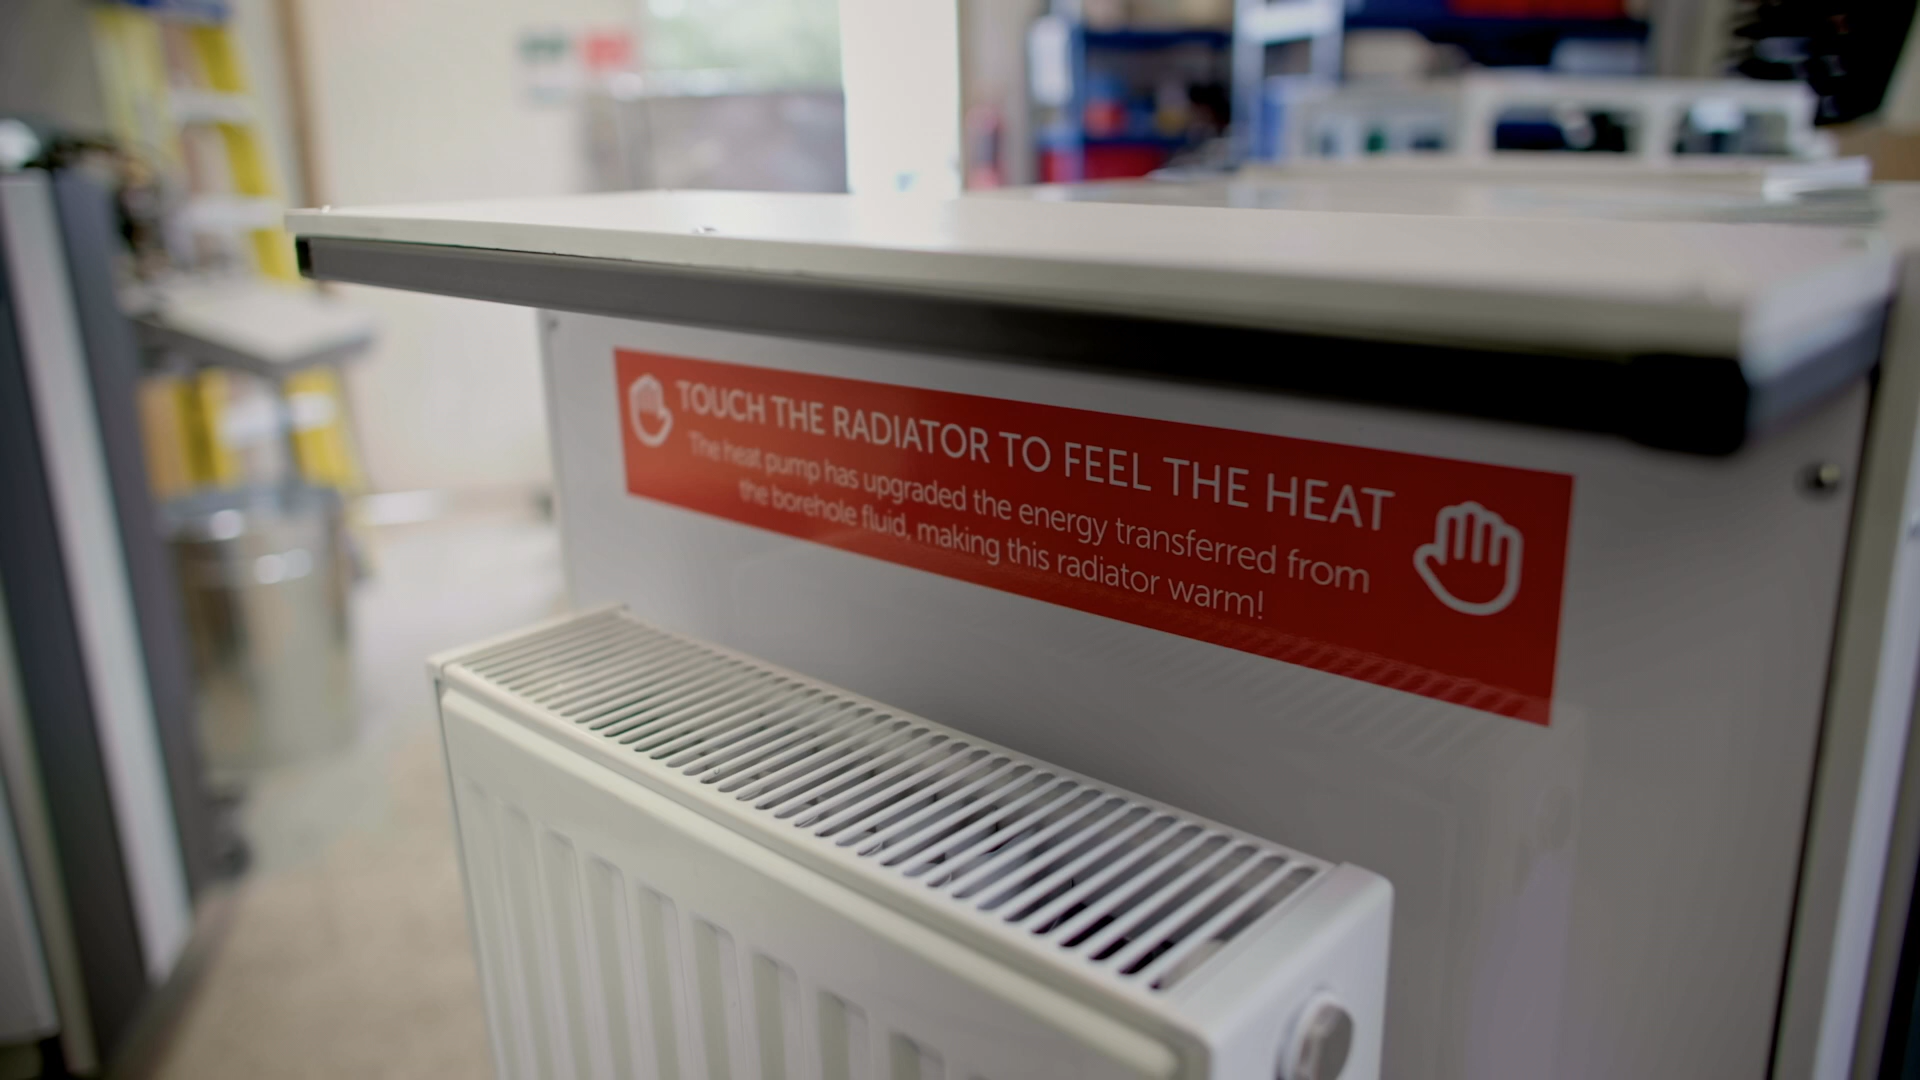 TOUCH THE RADIATOR TO FEEL THE HEAT
The heat pump has upgraded the energy transferred from
the borehole fluid, making this radiator warm!